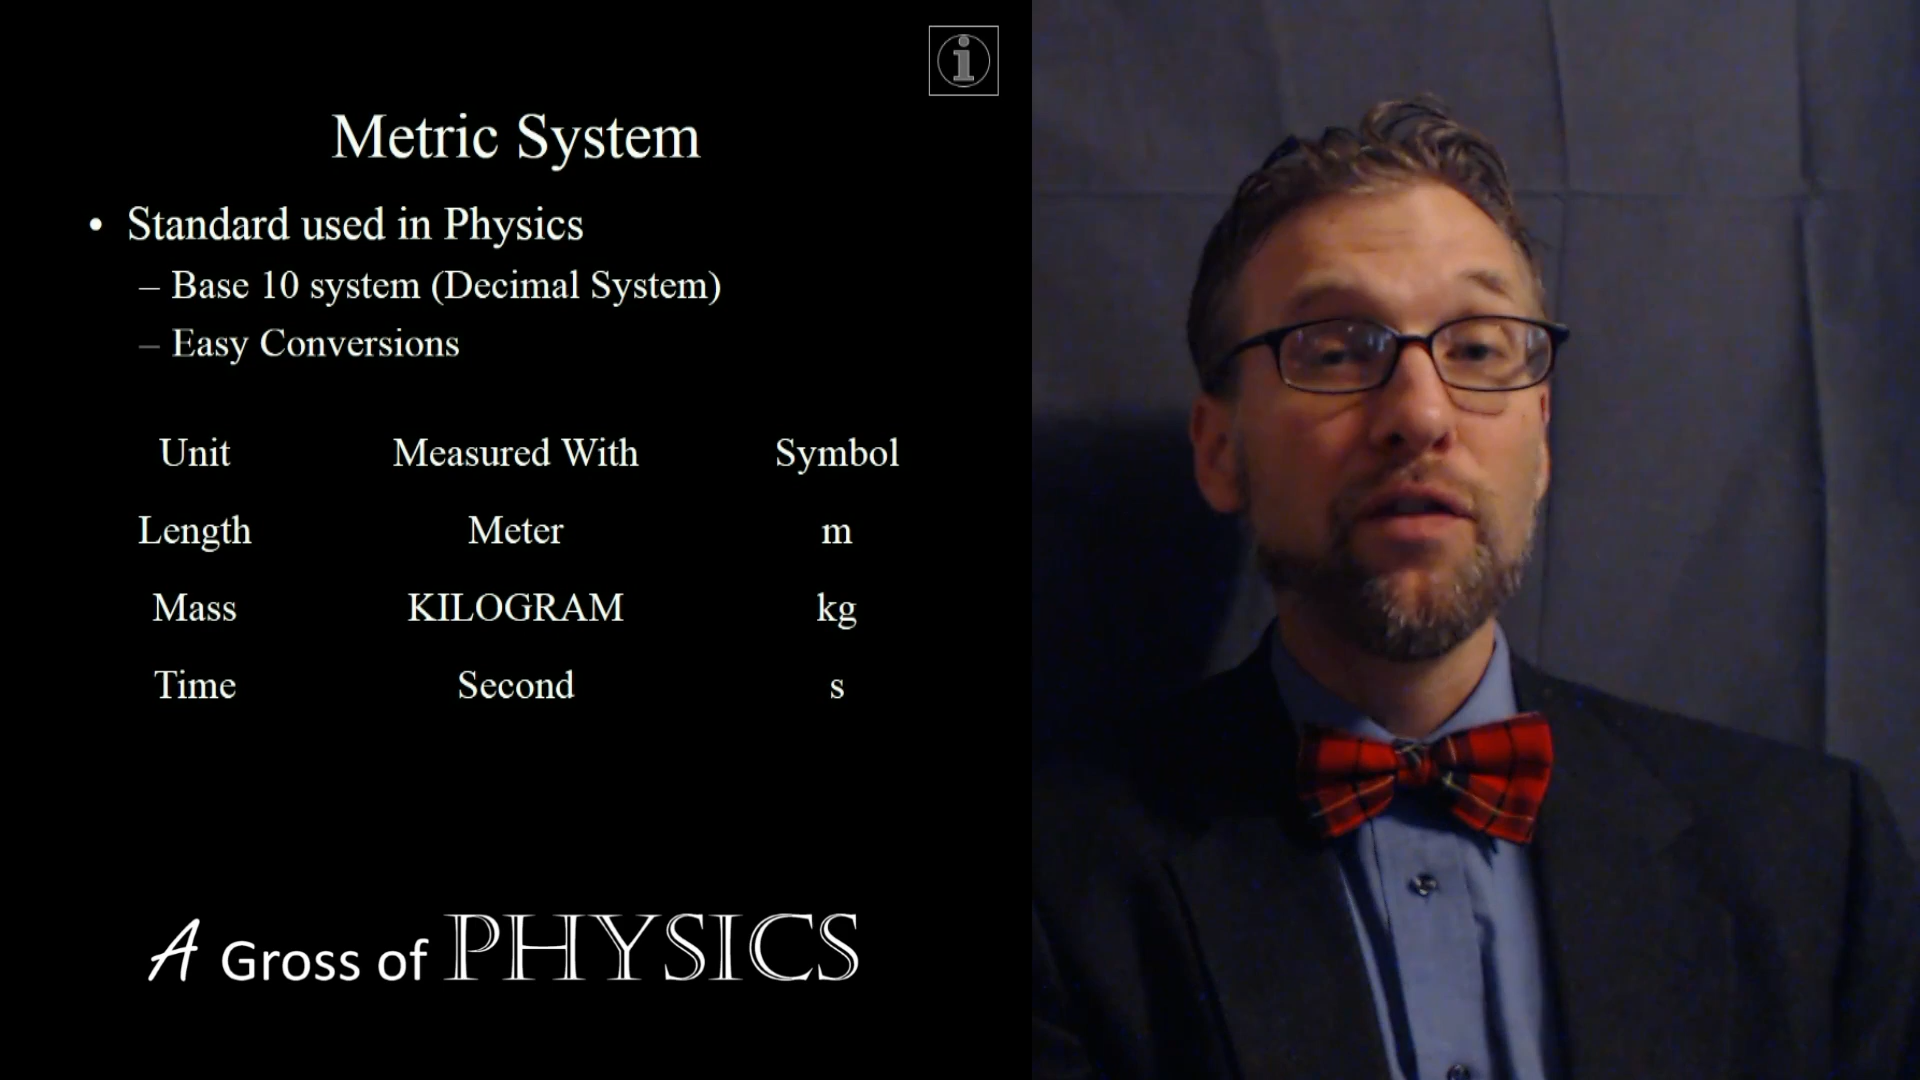 i
Metric System
• Standard used in Physics
– Base 10 system (Decimal System)
– Easy Conversions
Unit Measured With Symbol
Length Meter m
Mass KILOGRAM kg
Time Second s
A Gross of PHYSICS